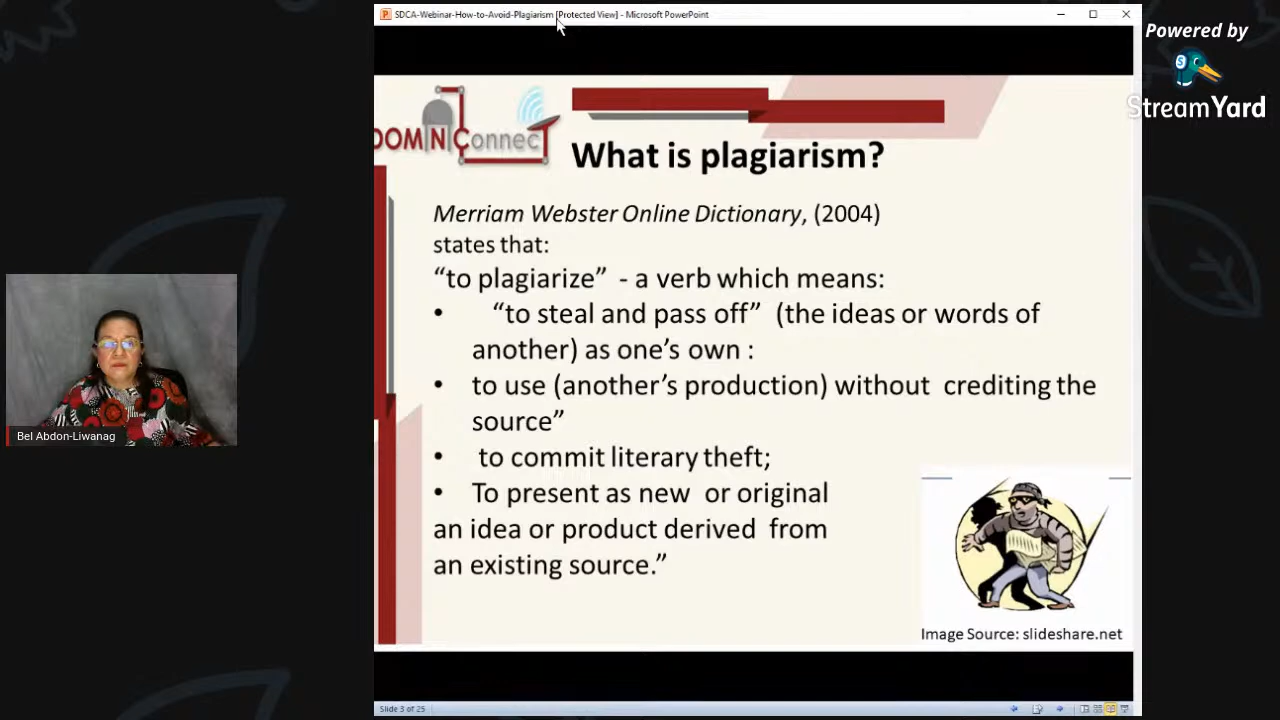 SDCA-Webinar-How-to-Avoid-Plagiarism [Protected View] - Microsoft PowerPoint
Powered by
StreamYard
DOMINConnect
What is plagiarism?
Merriam Webster Online Dictionary, (2004)
states that:
“to plagiarize”  - a verb which means:
•    “to steal and pass off”  (the ideas or words of
another) as one’s own :
•  to use (another’s production) without  crediting the
source”
•   to commit literary theft;
•  To present as new  or original
an idea or product derived  from
an existing source.”
Image Source: slideshare.net
Bel Abdon-Liwanag
Slide 3 of 25